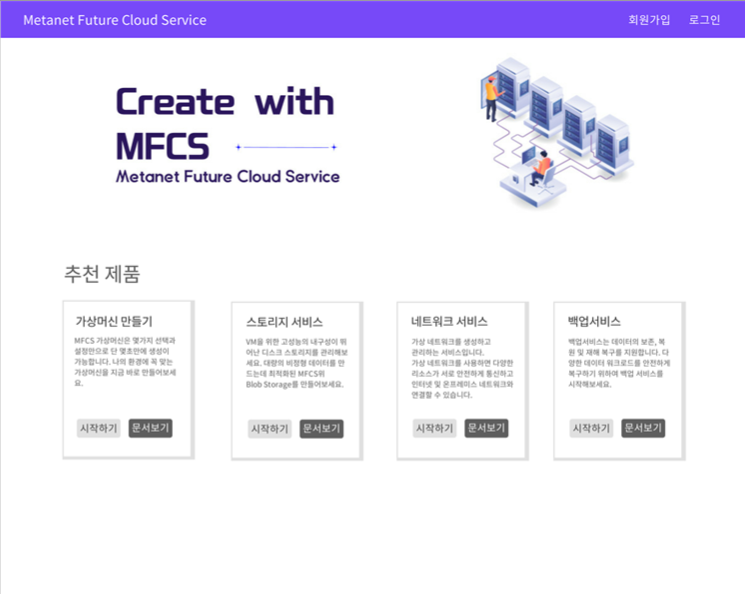 Metanet Future Cloud Service
회원가입 로그인
Create with
MFCS
Metanet Future Cloud Service
추천 제품
가상머신 만들기
MFCS 가상머신은 몇가지 선택과
설정만으로 단 몇초만에 생성이
가능합니다. 나의 환경에 꼭 맞는
가상머신을 지금 바로 만들어보세
요.
시작하기 문서보기
스토리지 서비스
VM을 위한 고성능의 내구성이 뛰
어난 디스크 스토리지를 관리해보
세요. 대량의 비정형 데이터를 만
드는데 최적화된 MFCS위
Blob Storage를 만들어보세요.
시작하기 문서보기
네트워크 서비스
가상 네트워크를 생성하고
관리하는 서비스입니다.
가상 네트워크를 사용하면 다양한
리소스가 서로 안전하게 통신하고
인터넷 및 온프레미스 네트워크와
연결할 수 있습니다.
시작하기 문서보기
백업서비스
백업서비스는 데이터의 보존, 복
원 및 재해 복구를 지원합니다. 다
양한 데이터 워크로드를 안전하게
복구하기 위하여 백업 서비스를
시작해보세요.
시작하기 문서보기